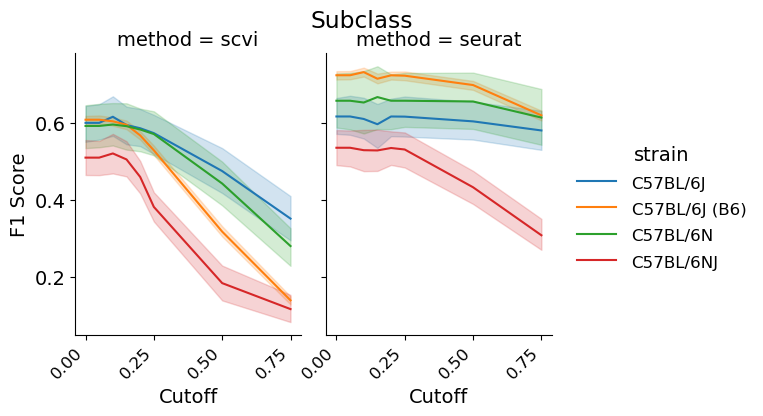 Subclass
method = scvi
method = seurat
F1 Score
0.6
0.4
0.2
0.00
0.25
0.50
0.75
Cutoff
0.00
0.25
0.50
0.75
Cutoff
strain
C57BL/6J
C57BL/6J (B6)
C57BL/6N
C57BL/6NJ